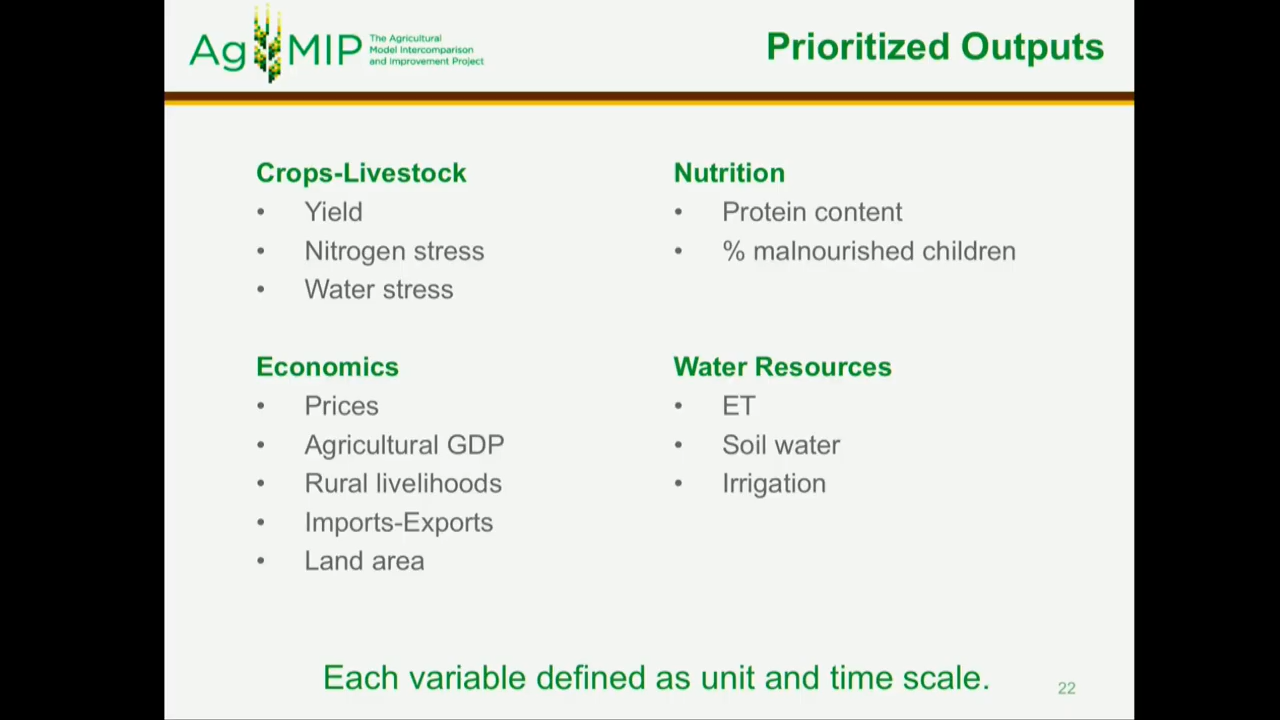 AgMIP
The Agricultural
Model Intercomparison
and Improvement Project
Prioritized Outputs
Crops-Livestock
• Yield
• Nitrogen stress
• Water stress
Nutrition
• Protein content
• % malnourished children
Economics
• Prices
• Agricultural GDP
• Rural livelihoods
• Imports-Exports
• Land area
Water Resources
• ET
• Soil water
• Irrigation
Each variable defined as unit and time scale.
22